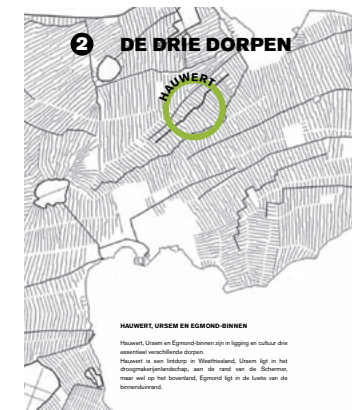 2 DE DRIE DORPEN
HAUWERT
HAUWERT, URSEM EN EGMOND-BINNEN
Hauwert, Ursem en Egmond-binnen zijn in ligging en cultuur drie
essentieel verschillende dorpen.
Hauwert is een lintdorp in Westfriesland, Ursem ligt in het
droogmakerijenlandschap, aan de rand van de Schermer,
maar wel op het bovenland, Egmond ligt in de luwte van de
binnenduinrand.